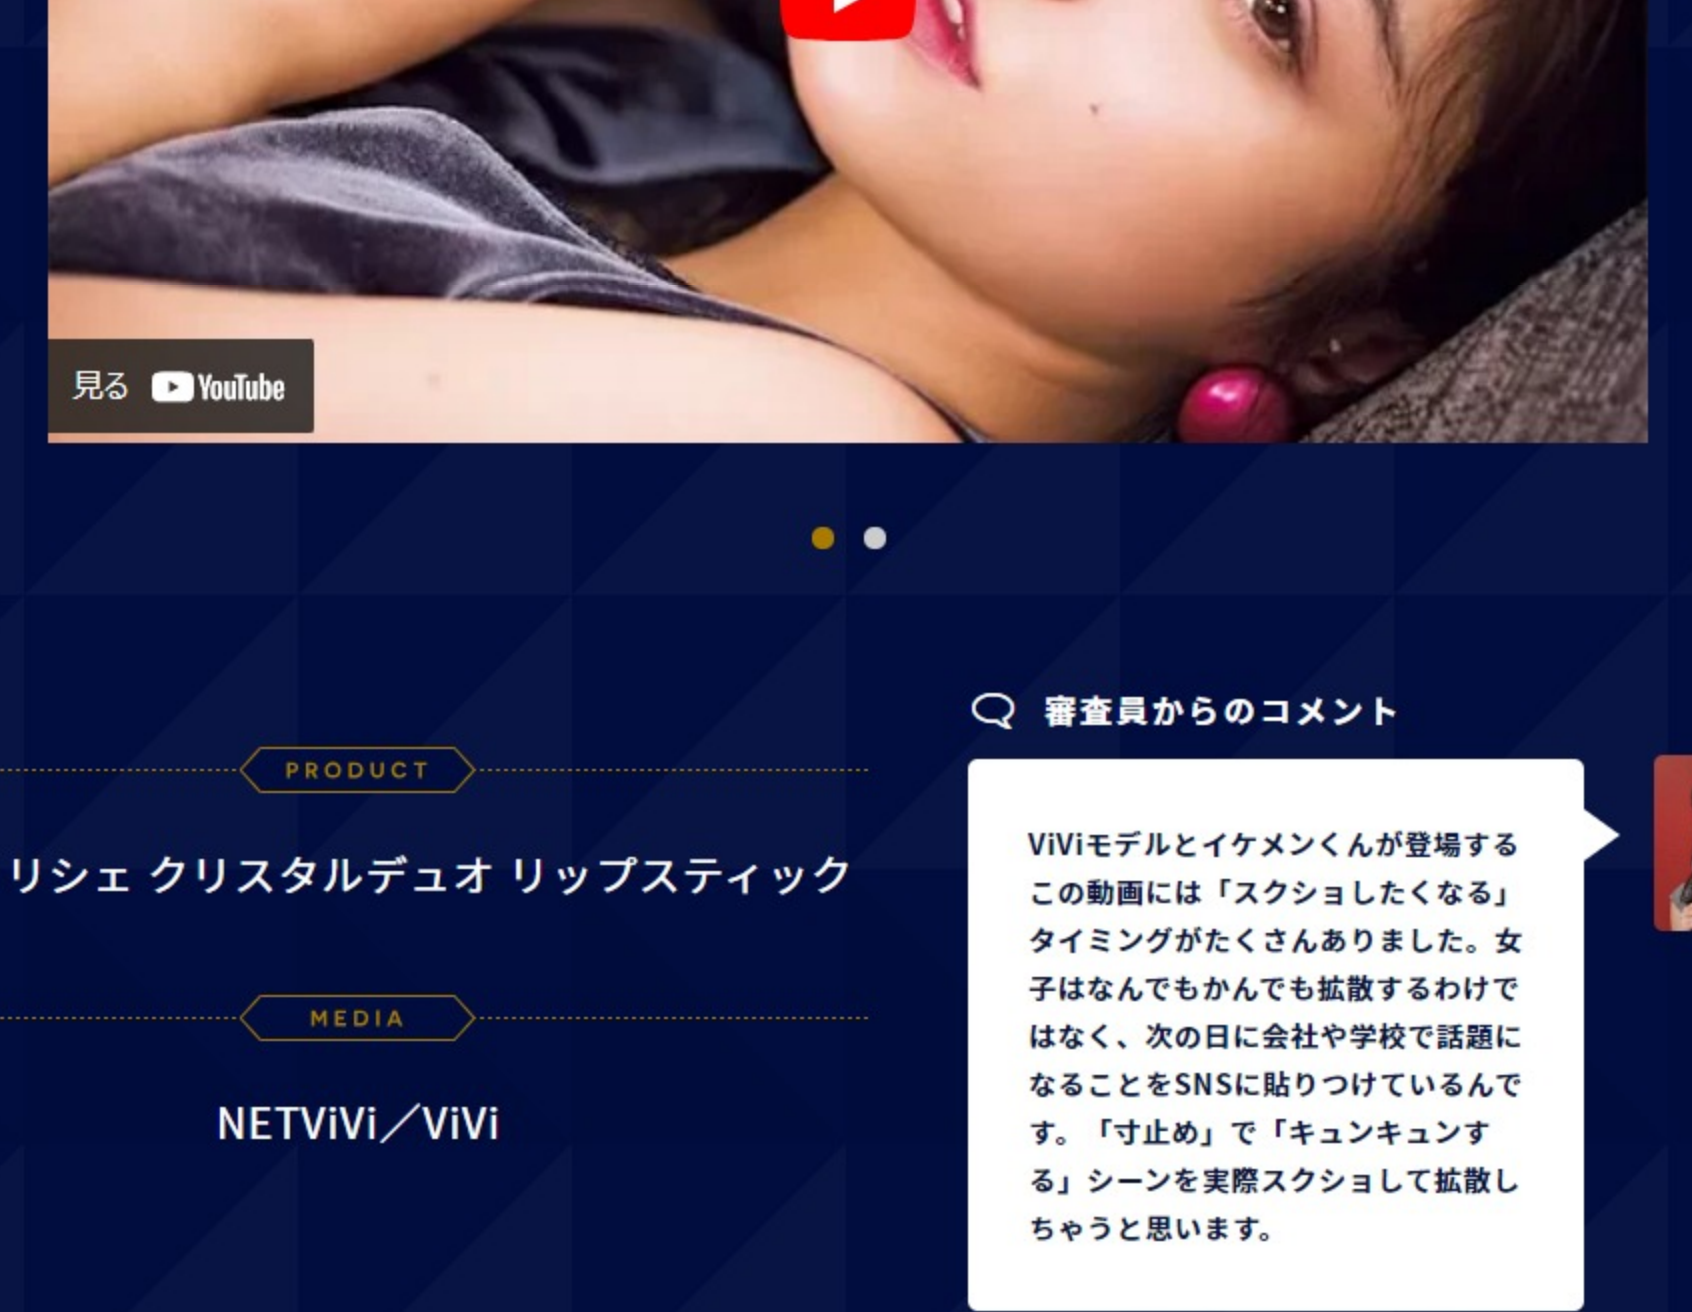 見る YouTube
PRODUCT
リシェ クリスタルデュオ リップスティック
MEDIA
NETViVi／ViVi
審査員からのコメント
ViViモデルとイケメンくんが登場する
この動画には「スクショしたくなる」
タイミングがたくさんありました。女
子はなんでもかんでも拡散するわけで
はなく、次の日に会社や学校で話題に
なることをSNSに貼りつけているんで
す。「寸止め」で「キュンキュンす
る」シーンを実際スクショして拡散し
ちゃうと思います。